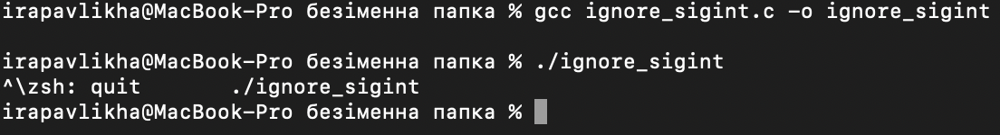 irapavlikha@MacBook-Pro безіменна папка % gcc ignore_sigint.c -o ignore_sigint
irapavlikha@MacBook-Pro безіменна папка % ./ignore_sigint
^\zsh: quit       ./ignore_sigint
irapavlikha@MacBook-Pro безіменна папка %